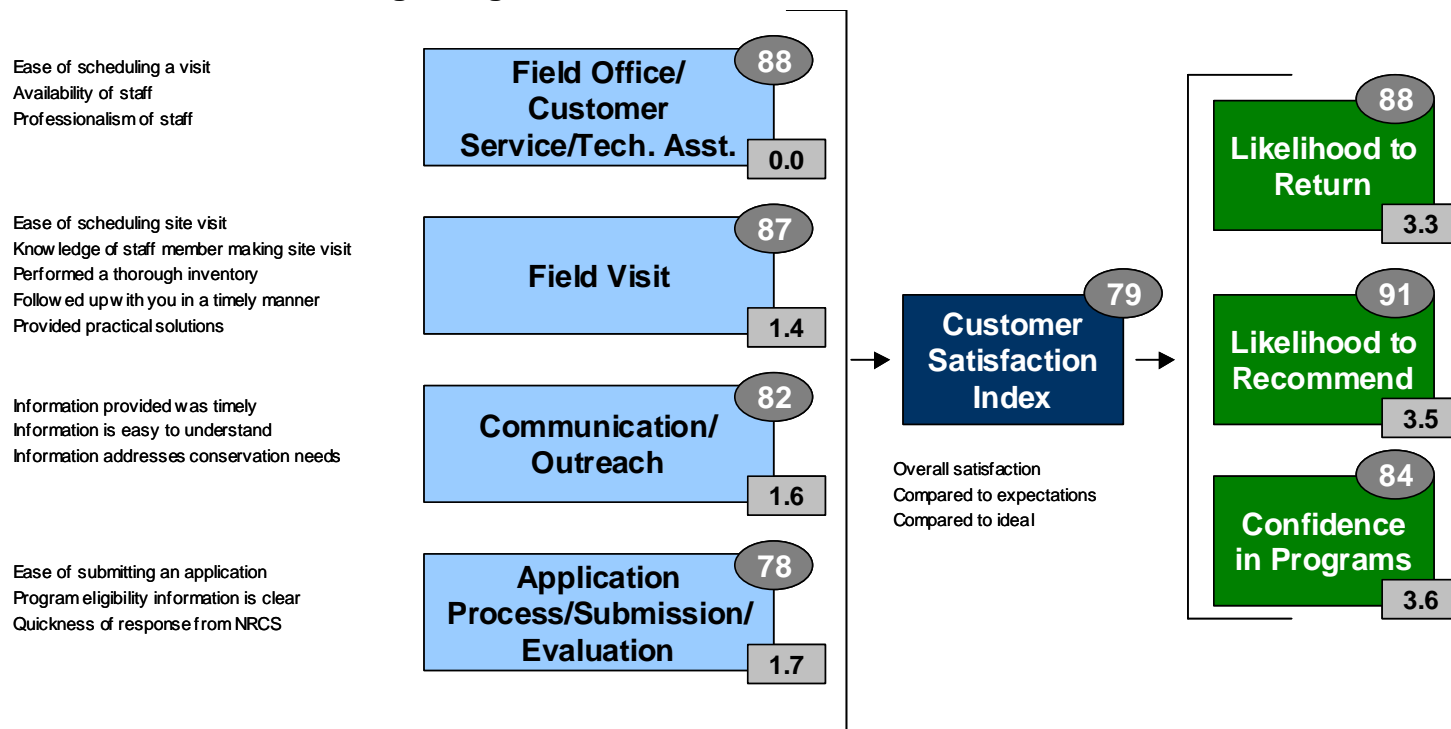 Ease of scheduling a visit
Availability of staff
Professionalism of staff
88
Field Office/
Customer
Service/Tech. Asst.
0.0
Ease of scheduling site visit
Knowledge of staff member making site visit
Performed a thorough inventory
Followed up with you in a timely manner
Provided practical solutions
87
Field Visit
1.4
Information provided was timely
Information is easy to understand
Information addresses conservation needs
82
Communication/
Outreach
1.6
Ease of submitting an application
Program eligibility information is clear
Quickness of response from NRCS
78
Application
Process/Submission/
Evaluation
1.7
79
Customer
Satisfaction
Index
Overall satisfaction
Compared to expectations
Compared to ideal
88
Likelihood to
Return
3.3
91
Likelihood to
Recommend
3.5
84
Confidence
in Programs
3.6